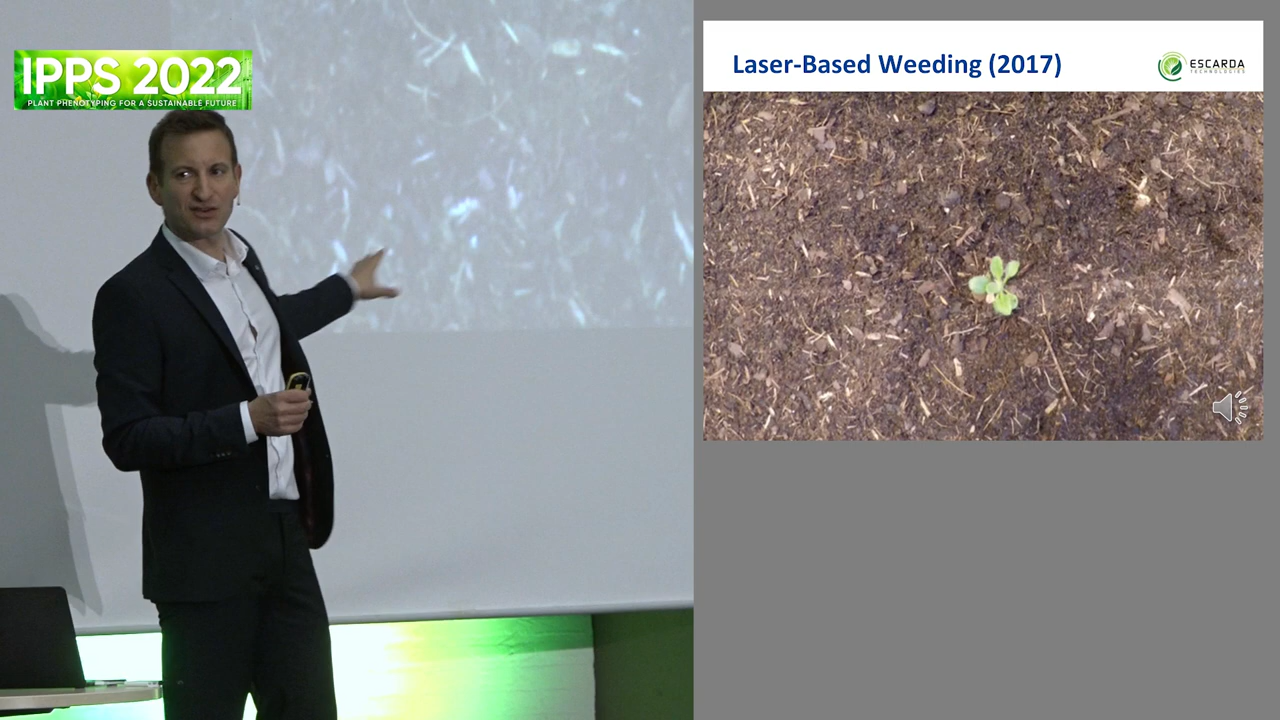 IPPS 2022
PLANT PHENOTYPING FOR A SUSTAINABLE FUTURE
Laser-Based Weeding (2017)
ESCARDA
TECHNOLOGIES